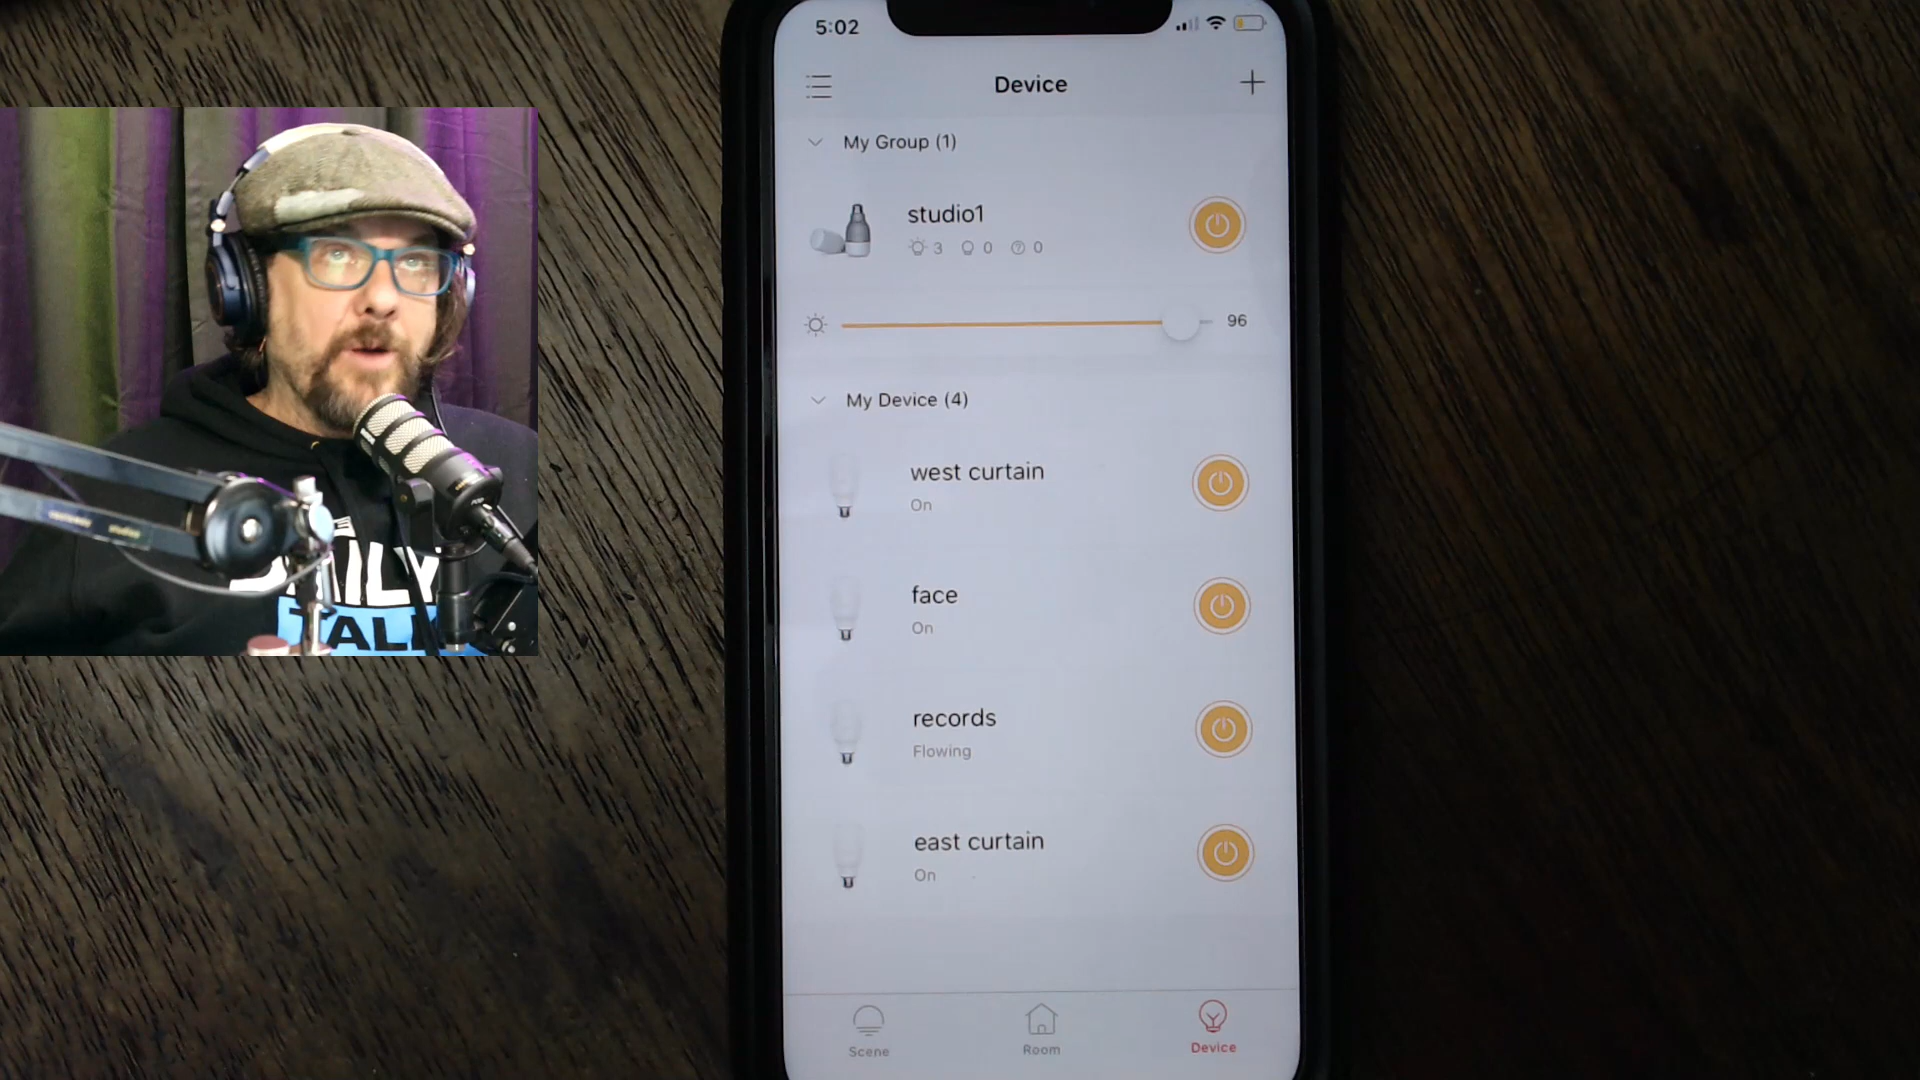 5:02
Device
My Group (1)
studio1
3 0 0
96
My Device (4)
west curtain
On
face
On
records
Flowing
east curtain
On
Scene
Room
Device
TALK